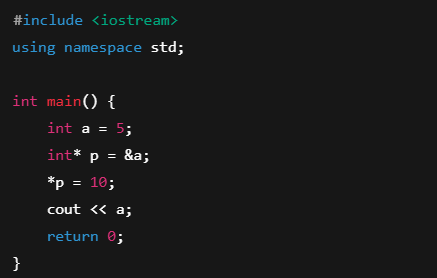 #include <iostream>
using namespace std;
int main() {
    int a = 5;
    int* p = &a;
    *p = 10;
    cout << a;
    return 0;
}